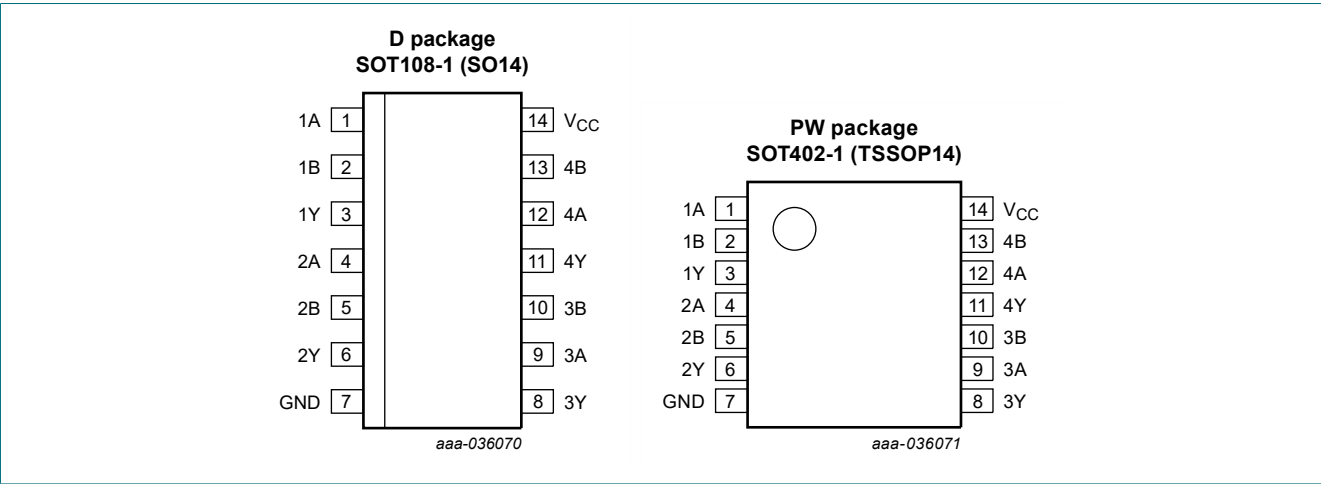 D package
SOT108-1 (SO14)
1A 1 14 VCC
1B 2 13 4B
1Y 3 12 4A
2A 4 11 4Y
2B 5 10 3B
2Y 6 9 3A
GND 7 8 3Y
aaa-036070
PW package
SOT402-1 (TSSOP14)
1A 1 14 VCC
1B 2 13 4B
1Y 3 12 4A
2A 4 11 4Y
2B 5 10 3B
2Y 6 9 3A
GND 7 8 3Y
aaa-036071